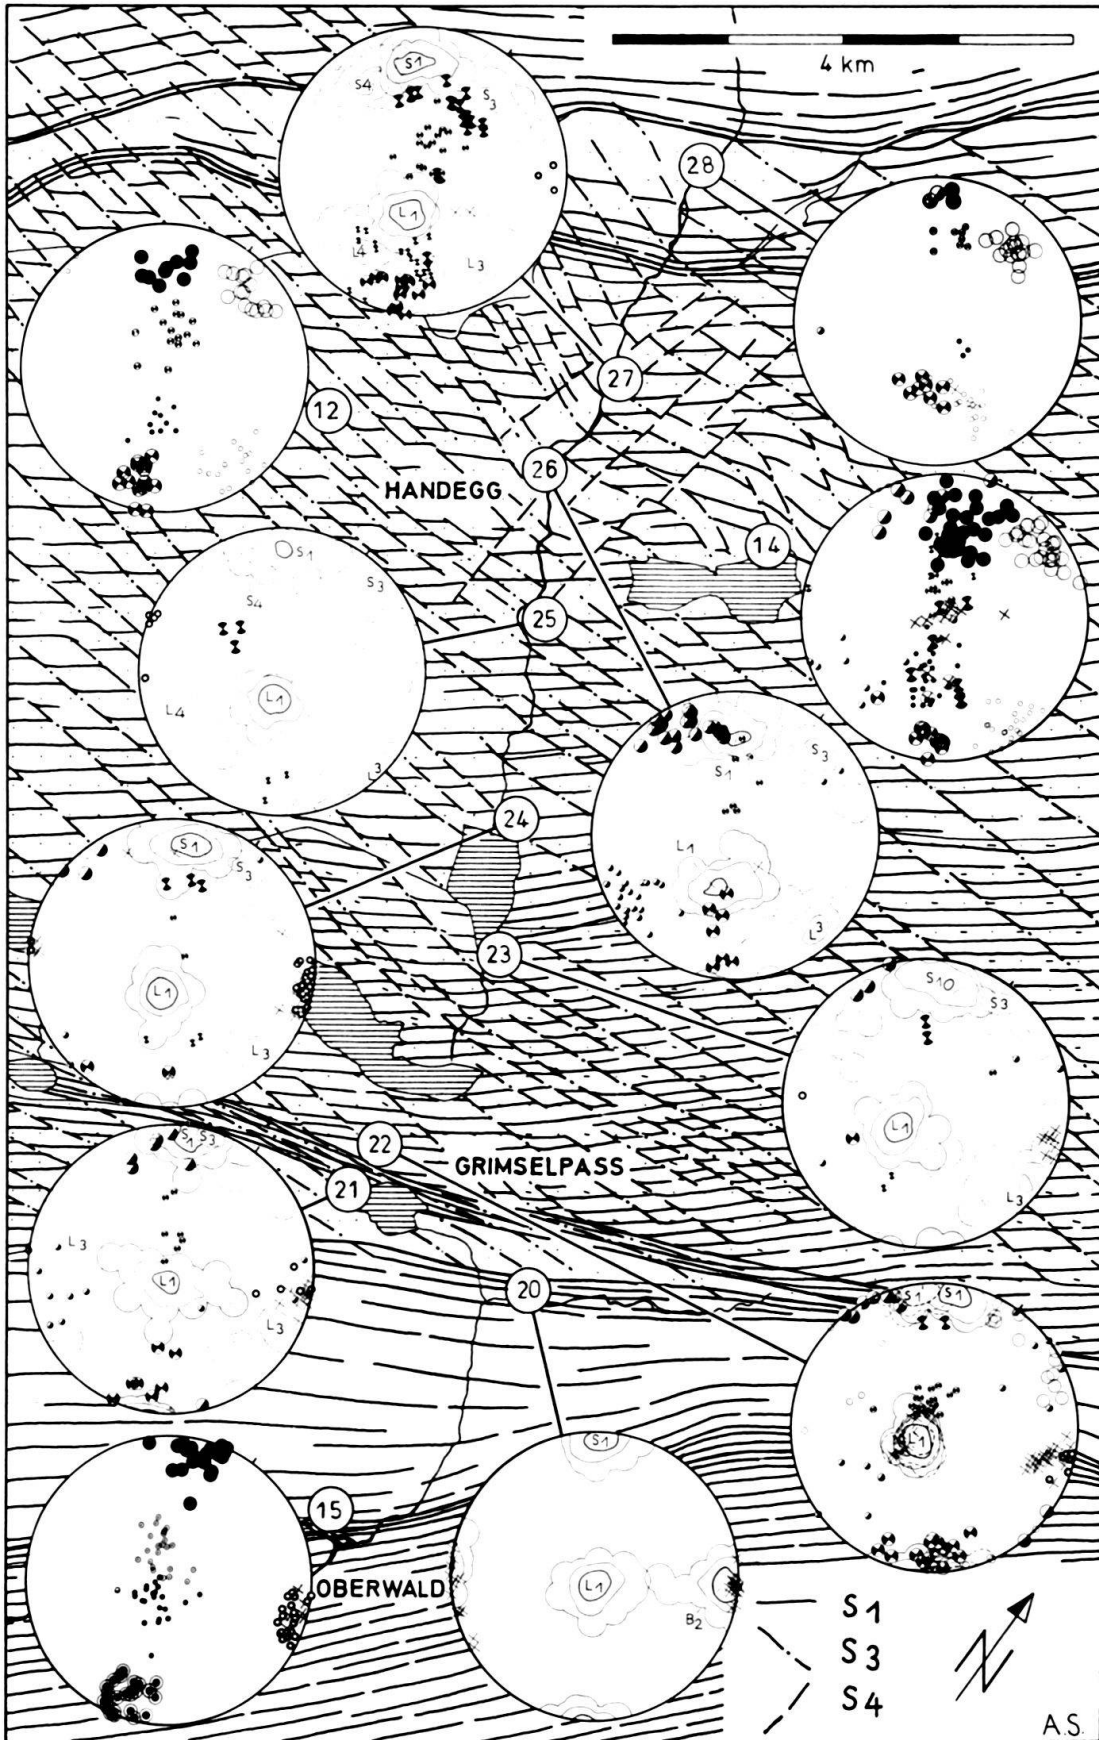 4 km
S1
S4
S3
L1
L4
L3
28
27
12
26
HANDEGG
14
S1
S3
S4
25
L1
L4
L3
S1
S3
24
L1
L3
S1
S3
L1
L3
23
S10
S3
L1
L3
22
GRIMSELPASS
21
S1 S3
L3
L1
L3
20
S1 S1
L1
S1
L1
B2
15
OBERWALD
S1
S3
S4
N
A.S.